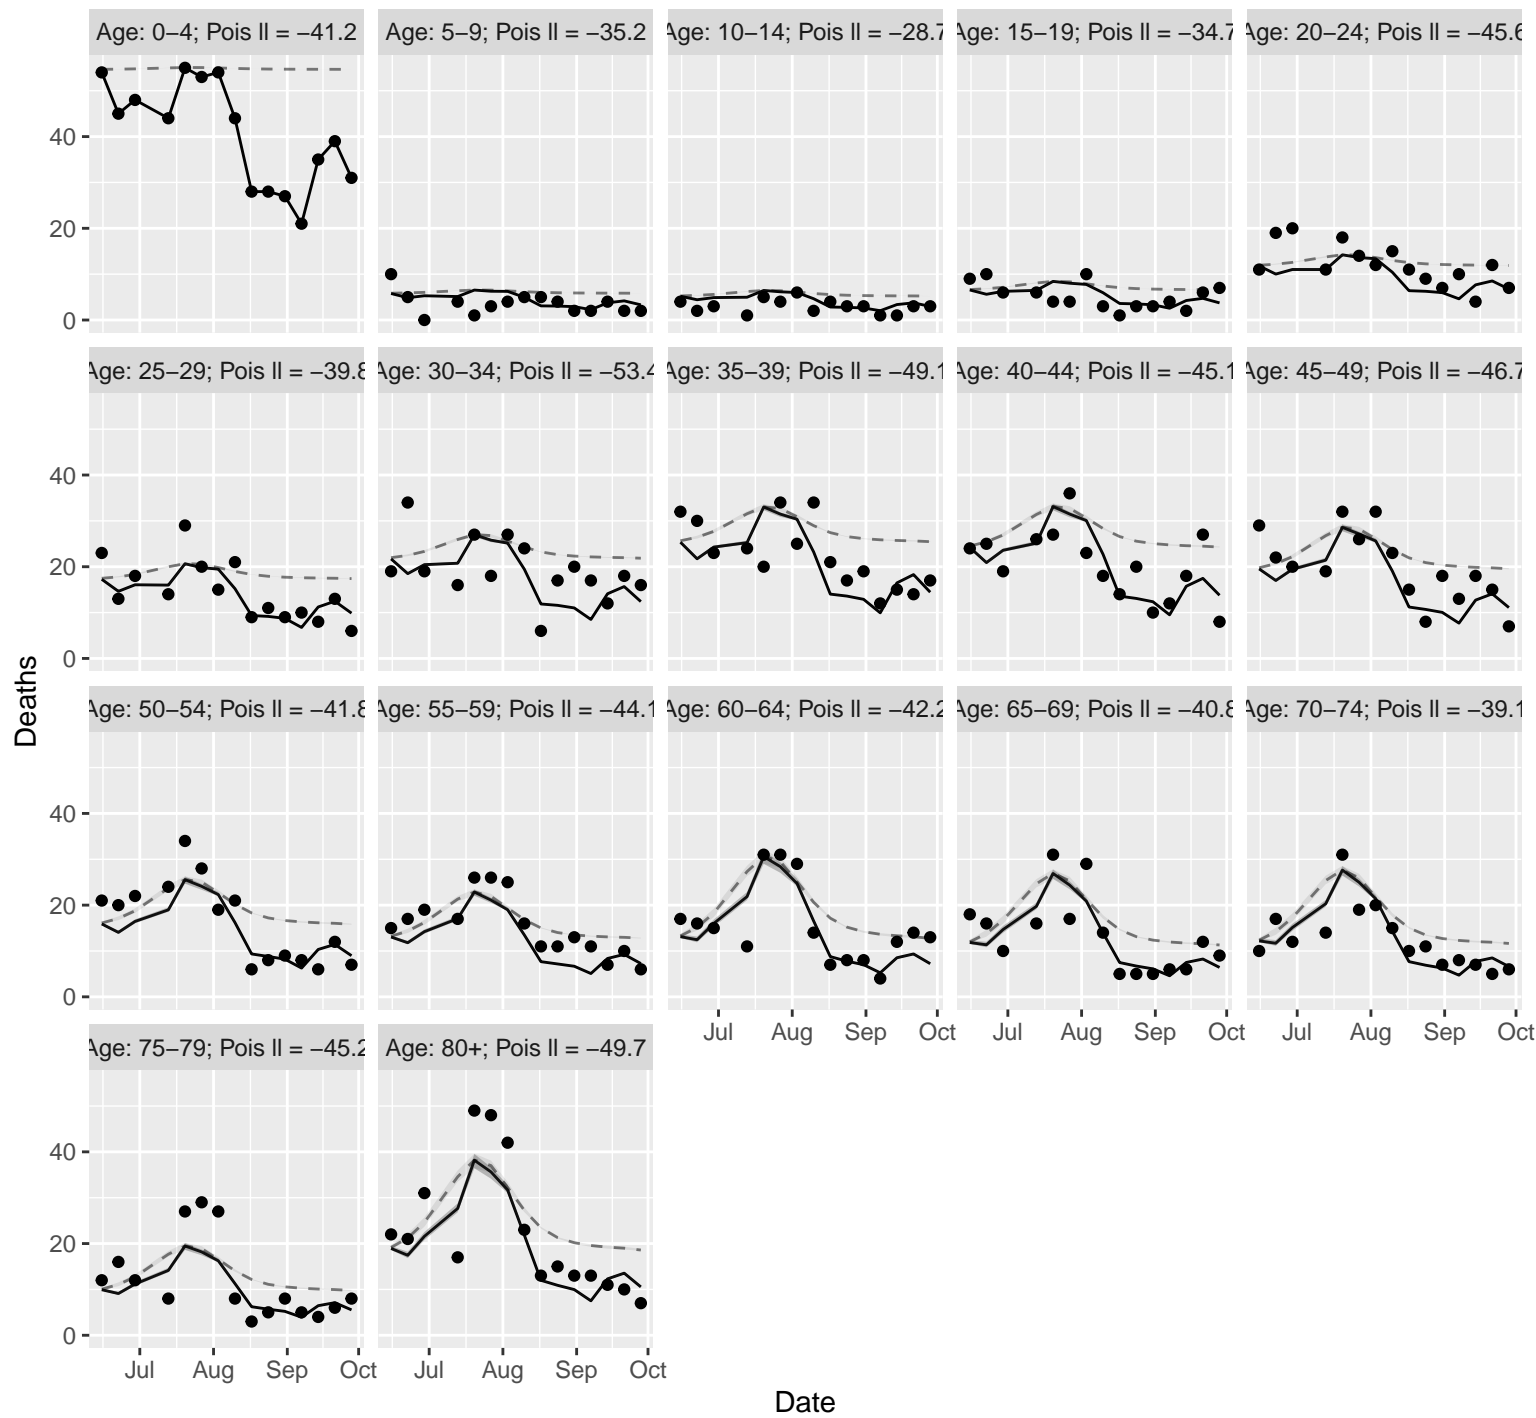 Age: 0−4; Pois ll = −41.2
Age: 5−9; Pois ll = −35.2
Age: 10−14; Pois ll = −28.7
Age: 15−19; Pois ll = −34.7
Age: 20−24; Pois ll = −45.6
40
20
0
Age: 25−29; Pois ll = −39.8
Age: 30−34; Pois ll = −53.4
Age: 35−39; Pois ll = −49.1
Age: 40−44; Pois ll = −45.1
Age: 45−49; Pois ll = −46.7
40
20
0
Deaths
Age: 50−54; Pois ll = −41.8
Age: 55−59; Pois ll = −44.1
Age: 60−64; Pois ll = −42.2
Age: 65−69; Pois ll = −40.8
Age: 70−74; Pois ll = −39.1
40
20
0
Jul Aug Sep Oct
Jul Aug Sep Oct
Jul Aug Sep Oct
Age: 75−79; Pois ll = −45.2
Age: 80+; Pois ll = −49.7
40
20
0
Jul Aug Sep Oct
Jul Aug Sep Oct
Date